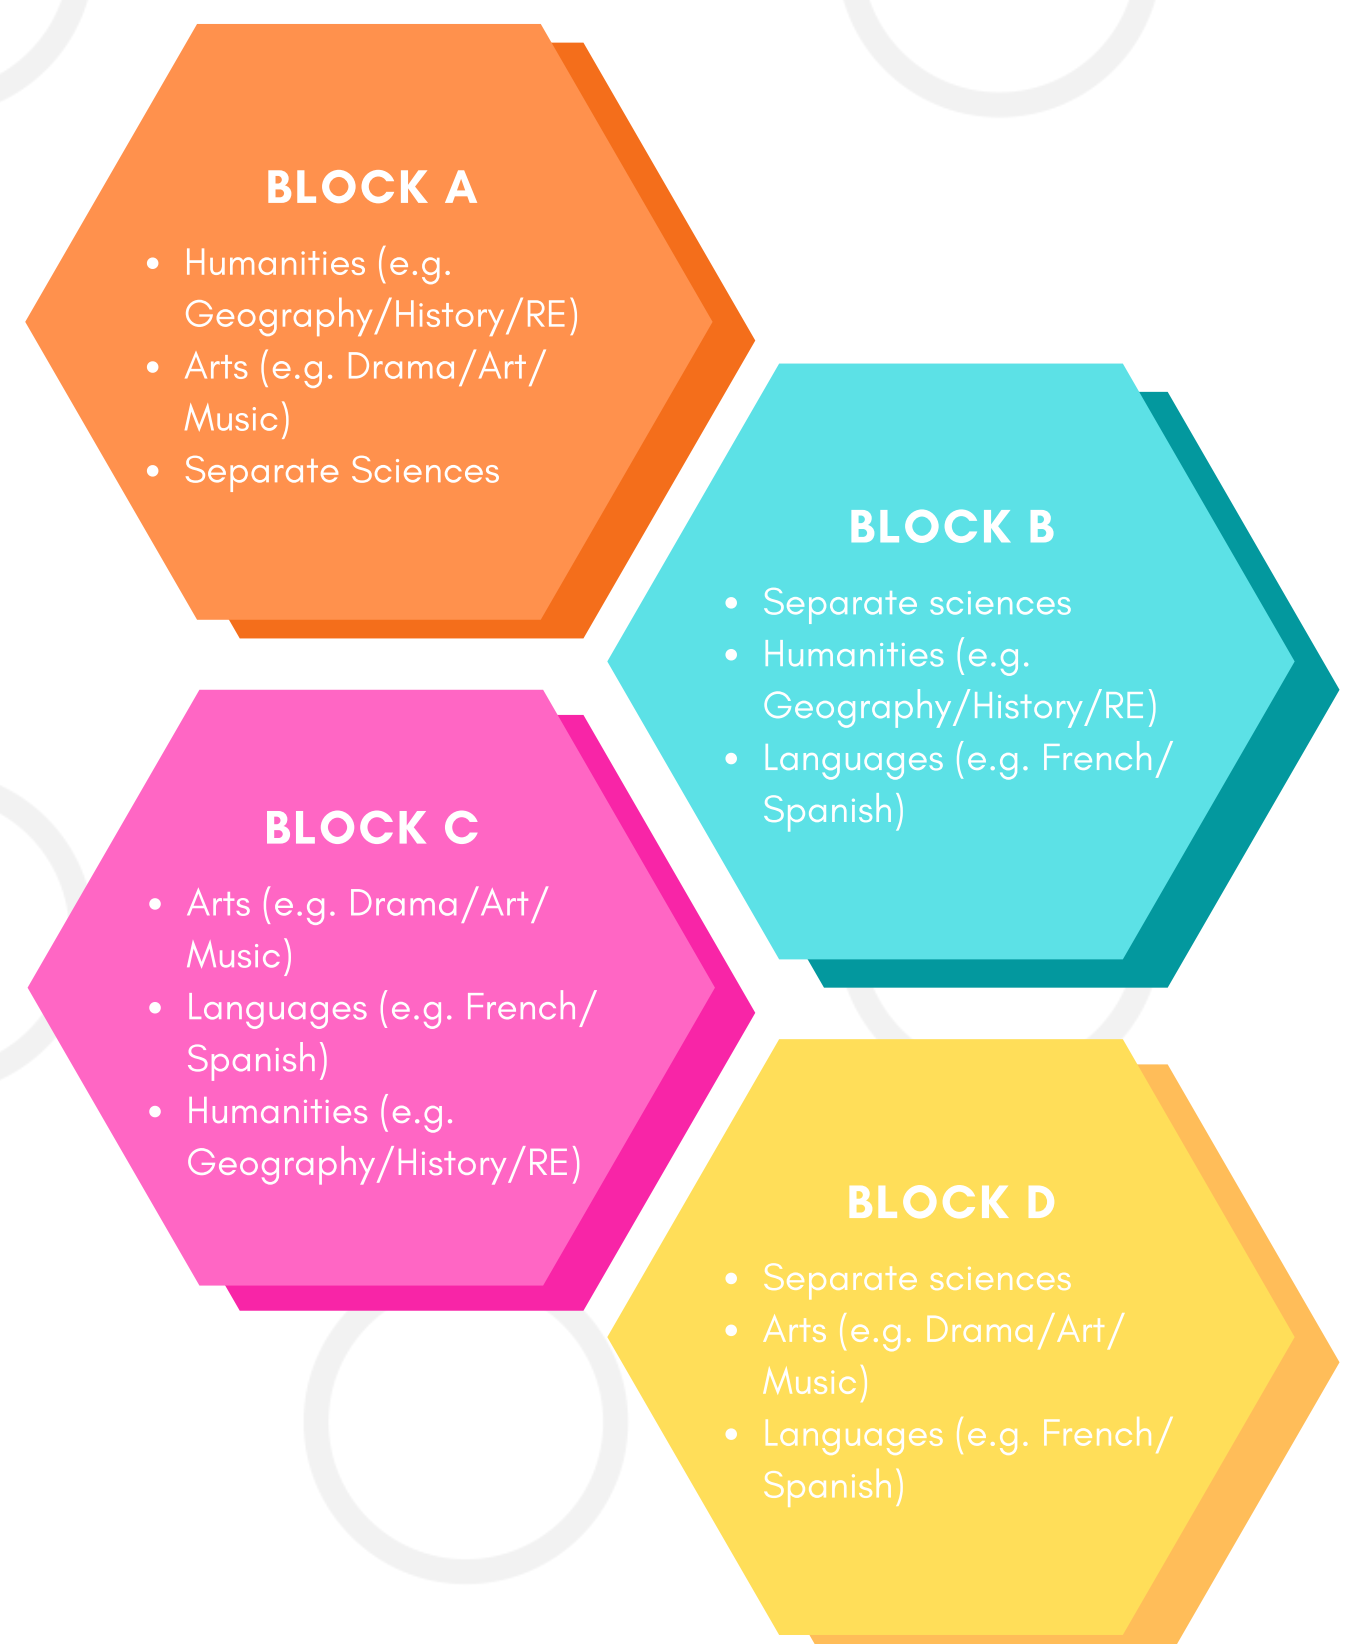 BLOCK A
• Humanities (e.g.
Geography/History/RE)
• Arts (e.g. Drama/Art/
Music)
• Separate Sciences
BLOCK B
• Separate sciences
• Humanities (e.g.
Geography/History/RE)
• Languages (e.g. French/
Spanish)
BLOCK C
• Arts (e.g. Drama/Art/
Music)
• Languages (e.g. French/
Spanish)
• Humanities (e.g.
Geography/History/RE)
BLOCK D
• Separate sciences
• Arts (e.g. Drama/Art/
Music)
• Languages (e.g. French/
Spanish)